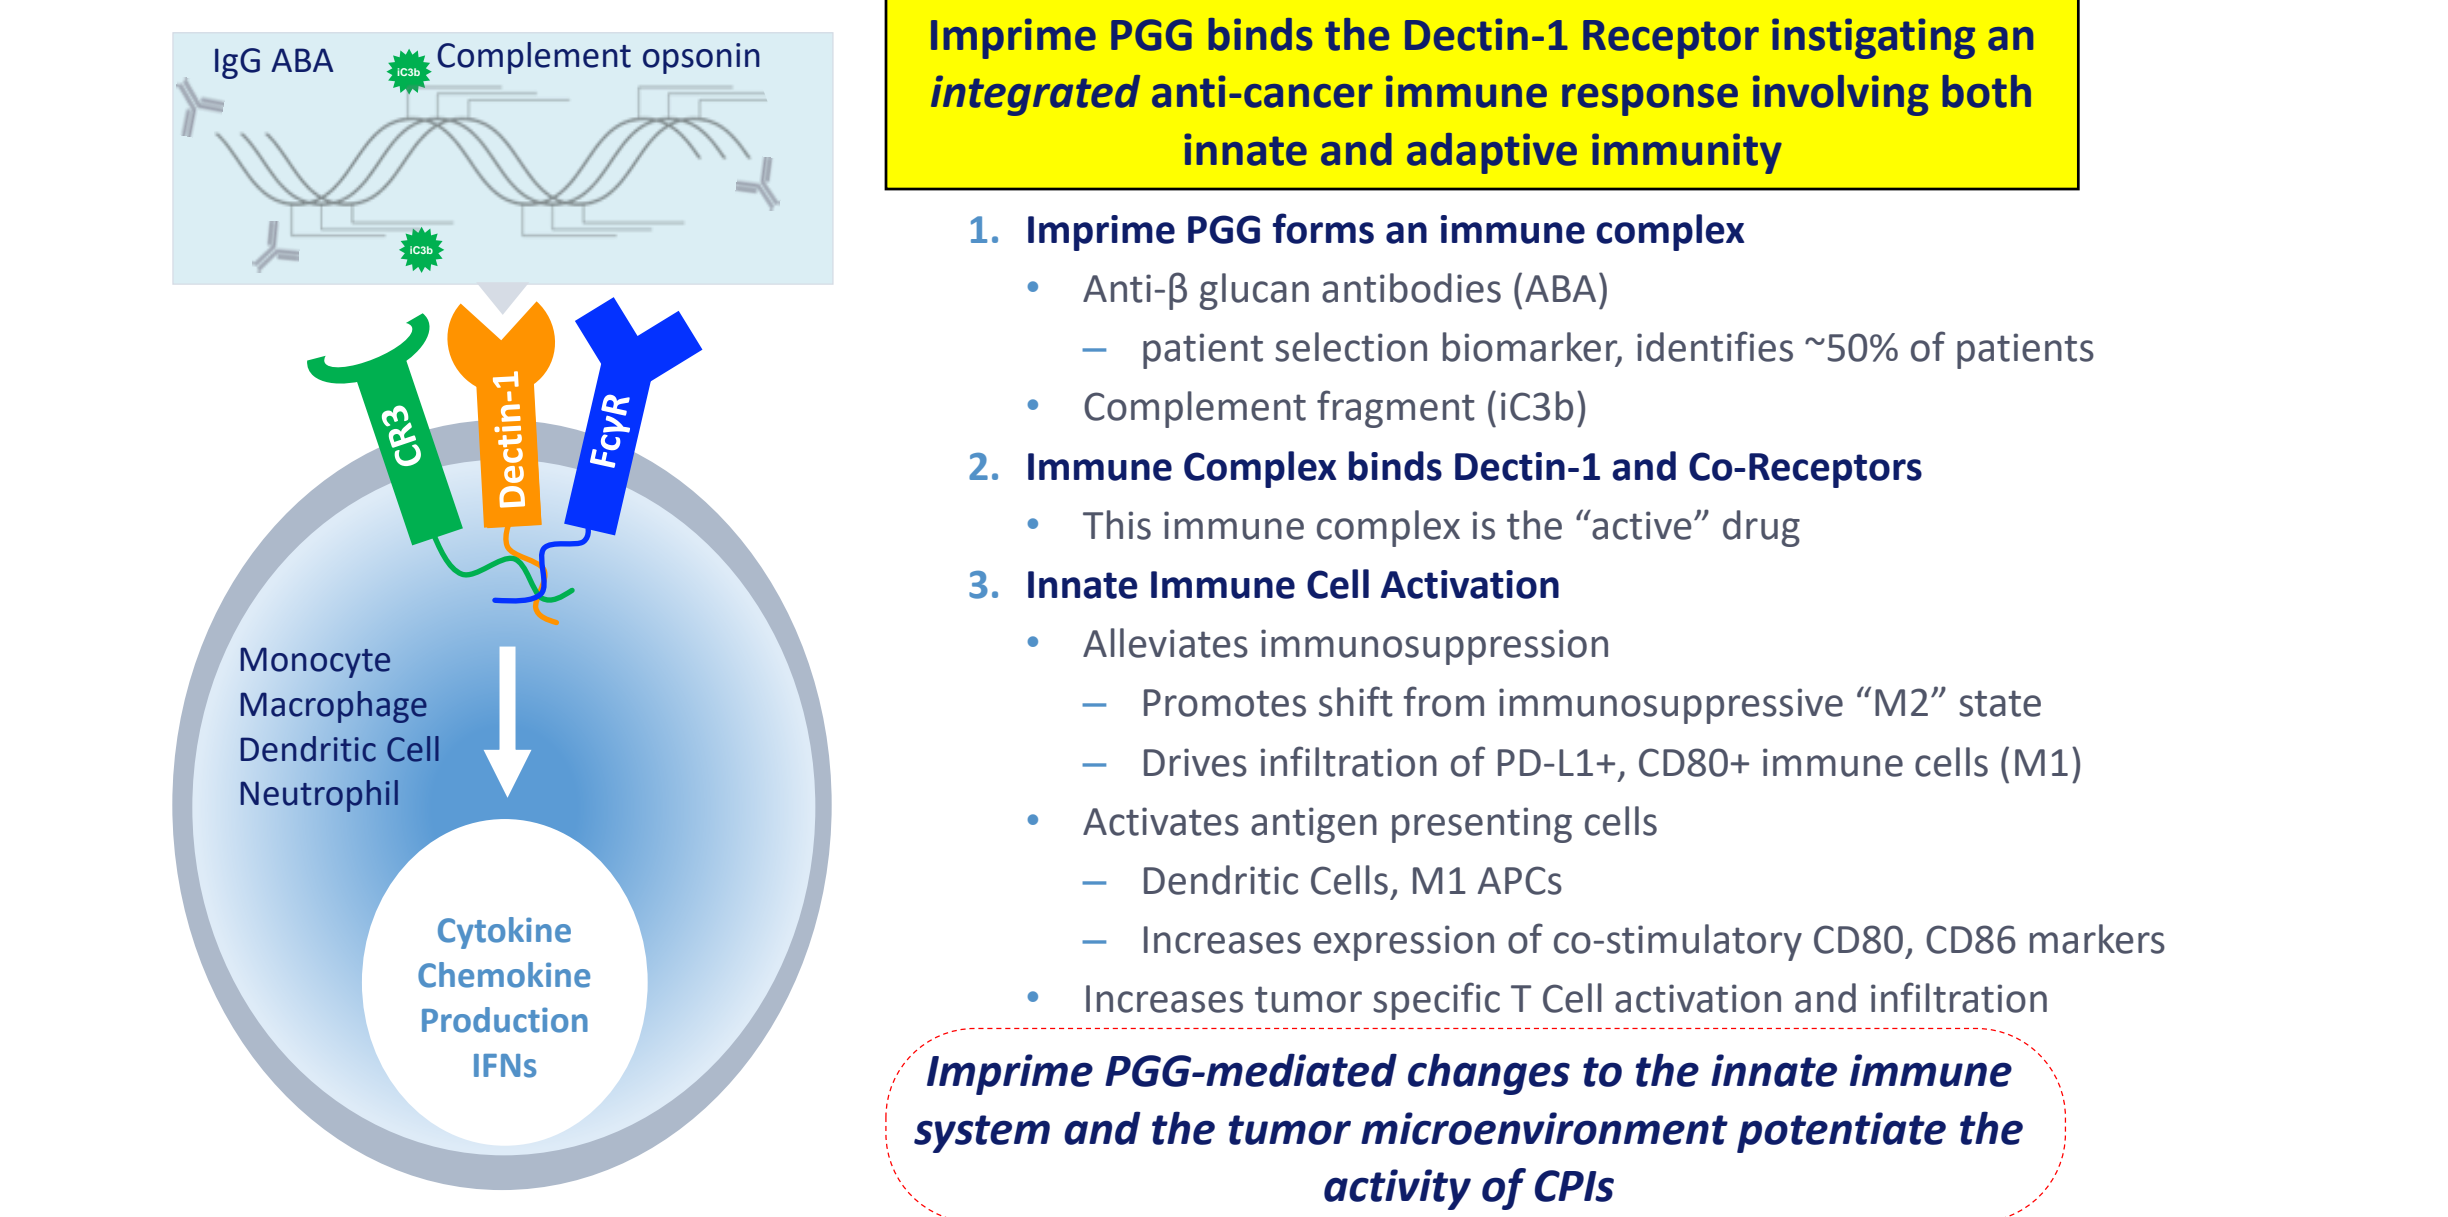 IgG ABA
iC3b
Complement opsonin
iC3b
CR3
Dectin-1
FcγR
Monocyte
Macrophage
Dendritic Cell
Neutrophil
Cytokine
Chemokine
Production
IFNs
Imprime PGG binds the Dectin-1 Receptor instigating an
integrated anti-cancer immune response involving both
innate and adaptive immunity
1. Imprime PGG forms an immune complex
• Anti-β glucan antibodies (ABA)
– patient selection biomarker, identifies ~50% of patients
• Complement fragment (iC3b)
2. Immune Complex binds Dectin-1 and Co-Receptors
• This immune complex is the “active” drug
3. Innate Immune Cell Activation
• Alleviates immunosuppression
– Promotes shift from immunosuppressive “M2” state
– Drives infiltration of PD-L1+, CD80+ immune cells (M1)
• Activates antigen presenting cells
– Dendritic Cells, M1 APCs
– Increases expression of co-stimulatory CD80, CD86 markers
• Increases tumor specific T Cell activation and infiltration
Imprime PGG-mediated changes to the innate immune
system and the tumor microenvironment potentiate the
activity of CPIs